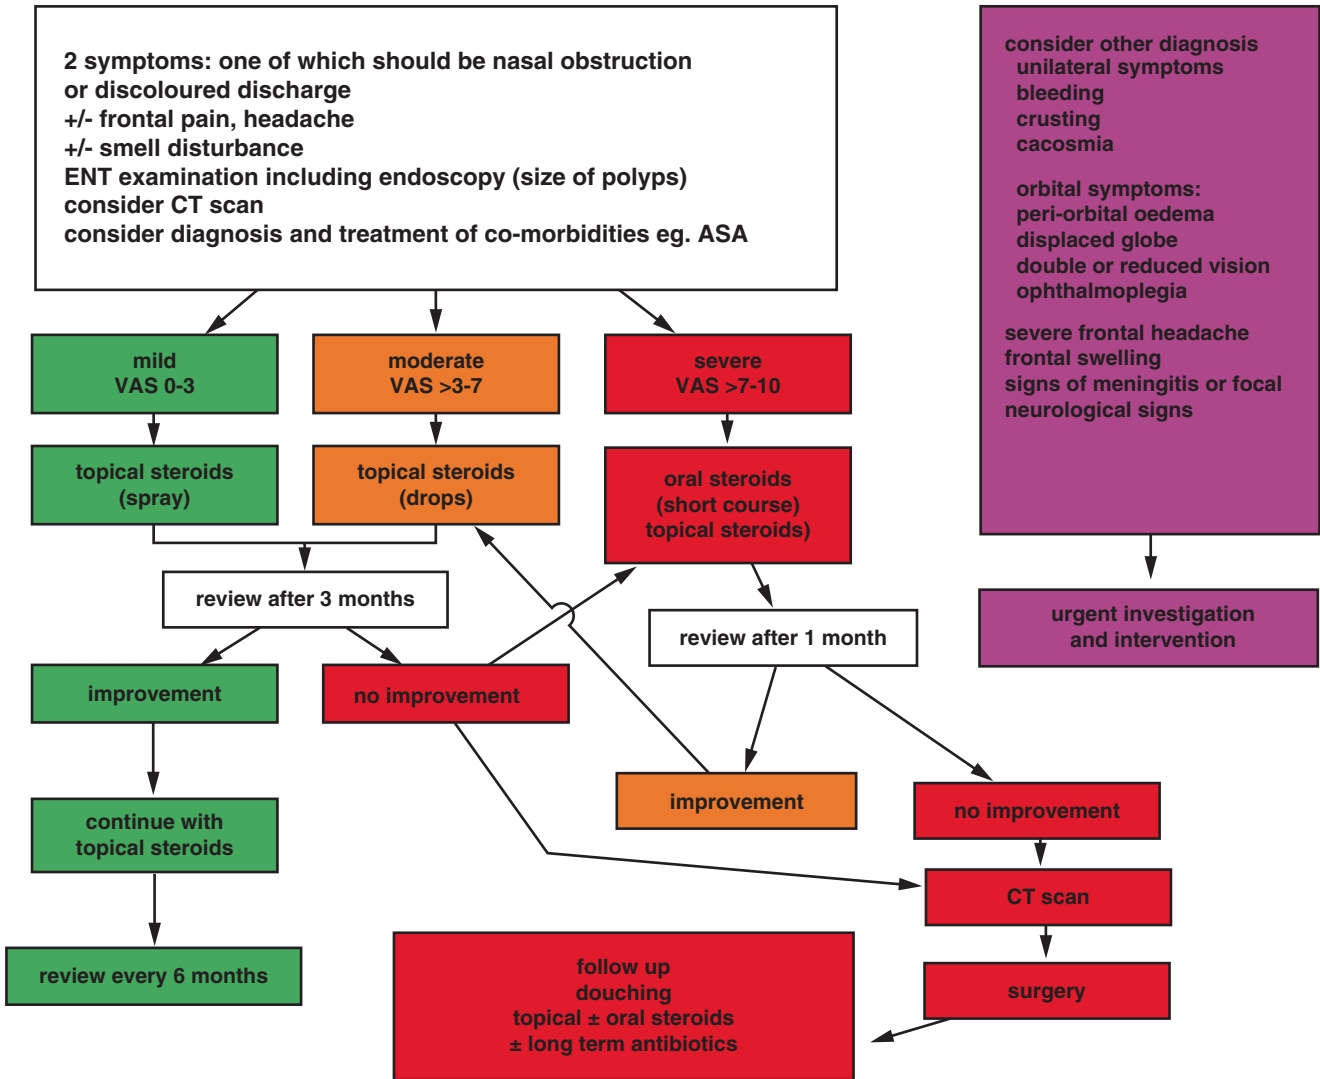 2 symptoms: one of which should be nasal obstruction
or discoloured discharge
+/- frontal pain, headache
+/- smell disturbance
ENT examination including endoscopy (size of polyps)
consider CT scan
consider diagnosis and treatment of co-morbidities eg. ASA
consider other diagnosis
unilateral symptoms
bleeding
crusting
cacosmia
orbital symptoms:
peri-orbital oedema
displaced globe
double or reduced vision
ophthalmoplegia
severe frontal headache
frontal swelling
signs of meningitis or focal
neurological signs
mild
VAS 0-3
moderate
VAS >3-7
severe
VAS >7-10
topical steroids
(spray)
topical steroids
(drops)
oral steroids
(short course)
topical steroids)
review after 3 months
review after 1 month
urgent investigation
and intervention
improvement
no improvement
improvement
no improvement
continue with
topical steroids
CT scan
review every 6 months
follow up
douching
topical ± oral steroids
± long term antibiotics
surgery